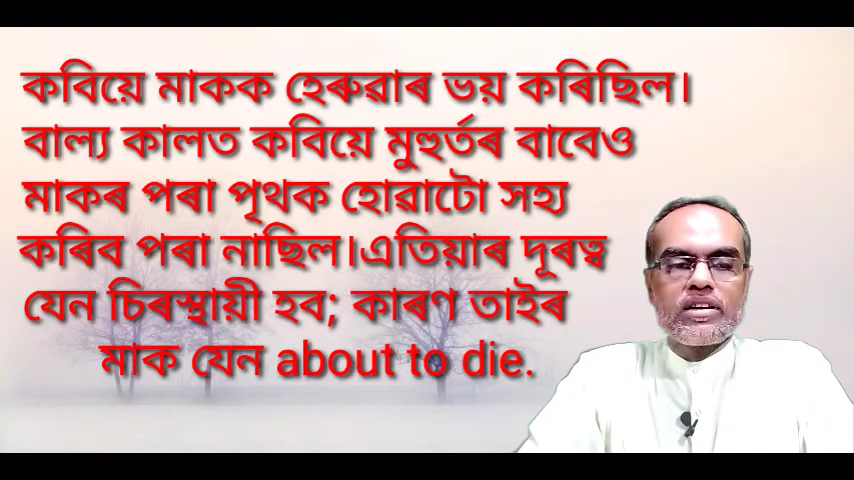 কবিয়ে মাকক হেৰুৱাৰ ভয় কৰিছিল।
বাল্য কালত কবিয়ে মুহুৰ্তৰ বাবেও
মাকৰ পৰা পৃথক হোৱাটো সহ্য
কৰিব পৰা নাছিল।এতিয়াৰ দূৰত্ব
যেন চিৰস্থায়ী হব; কাৰণ তাইৰ
মাক যেন about to die.